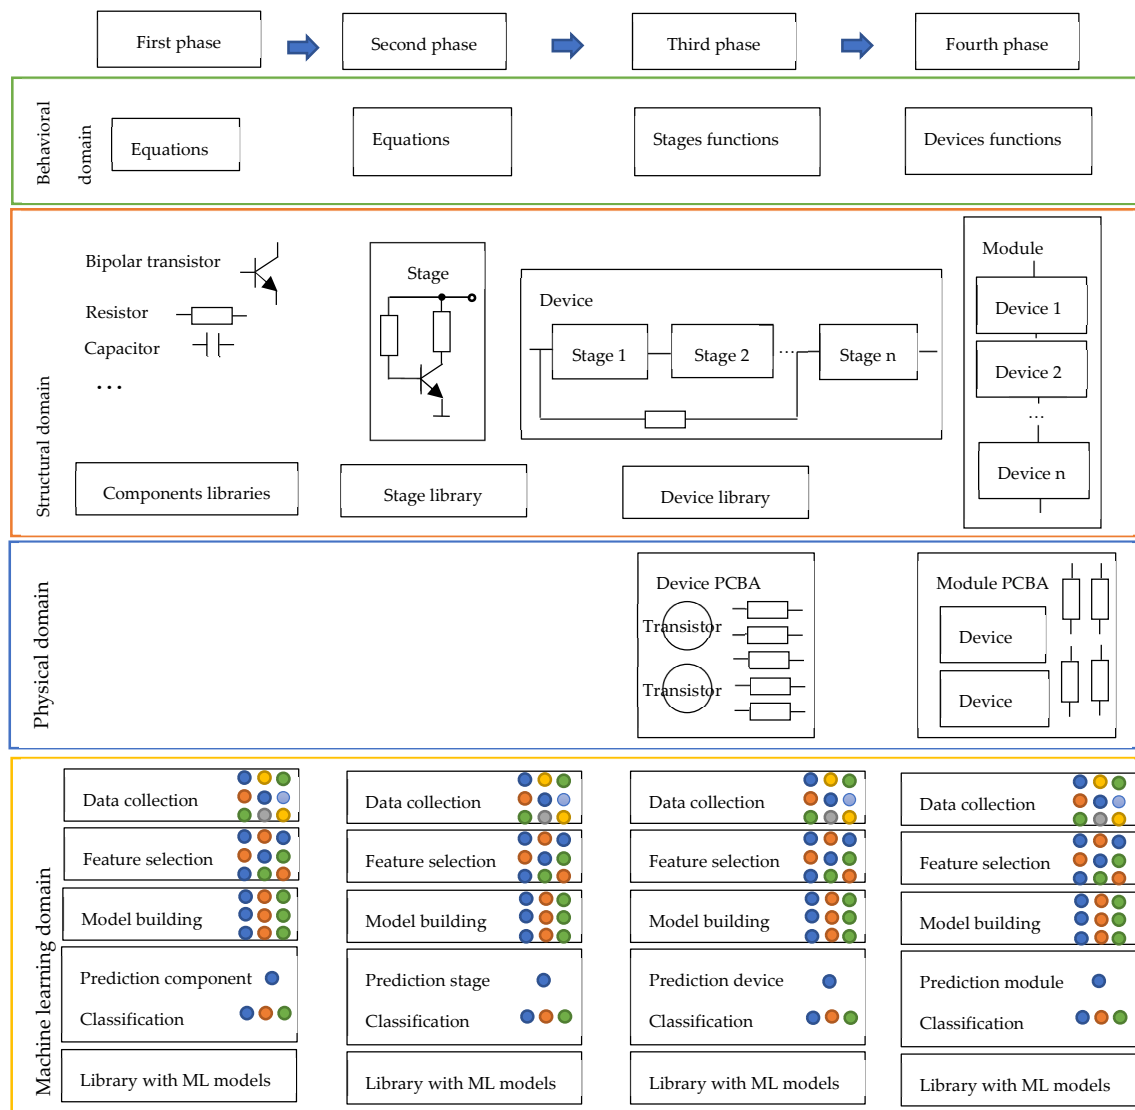 First phase
Second phase
Third phase
Fourth phase
Behavioral
domain
Equations
Equations
Stages functions
Devices functions
Structural domain
Bipolar transistor
Resistor
Capacitor
...
Components libraries
Stage
Stage library
Device
Stage 1
Stage 2
...
Stage n
Device library
Module
Device 1
Device 2
...
Device n
Physical domain
Device PCBA
Transistor
Transistor
Module PCBA
Device
Device
Machine learning domain
Data collection
Feature selection
Model building
Prediction component
Classification
Library with ML models
Data collection
Feature selection
Model building
Prediction stage
Classification
Library with ML models
Data collection
Feature selection
Model building
Prediction device
Classification
Library with ML models
Data collection
Feature selection
Model building
Prediction module
Classification
Library with ML models